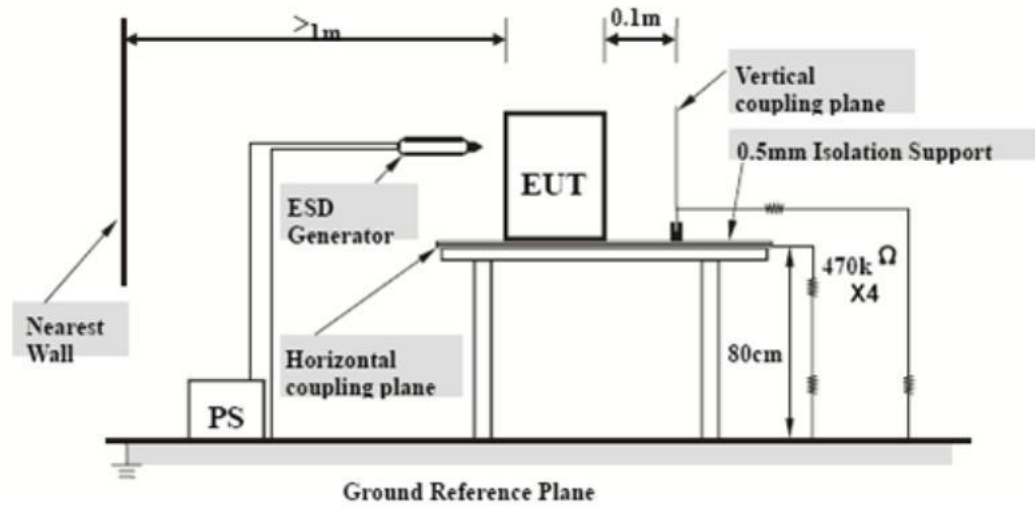 >1m
0.1m
Vertical
coupling plane
0.5mm Isolation Support
EUT
ESD
Generator
470k Ω
X4
Nearest
Wall
Horizontal
coupling plane
80cm
PS
Ground Reference Plane